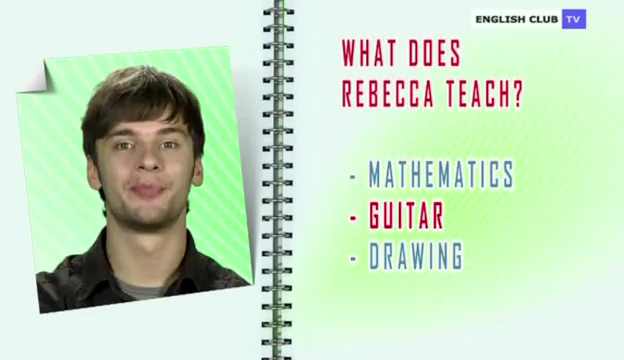 ENGLISH CLUB TV
WHAT DOES
REBECCA TEACH?
- MATHEMATICS
- GUITAR
- DRAWING